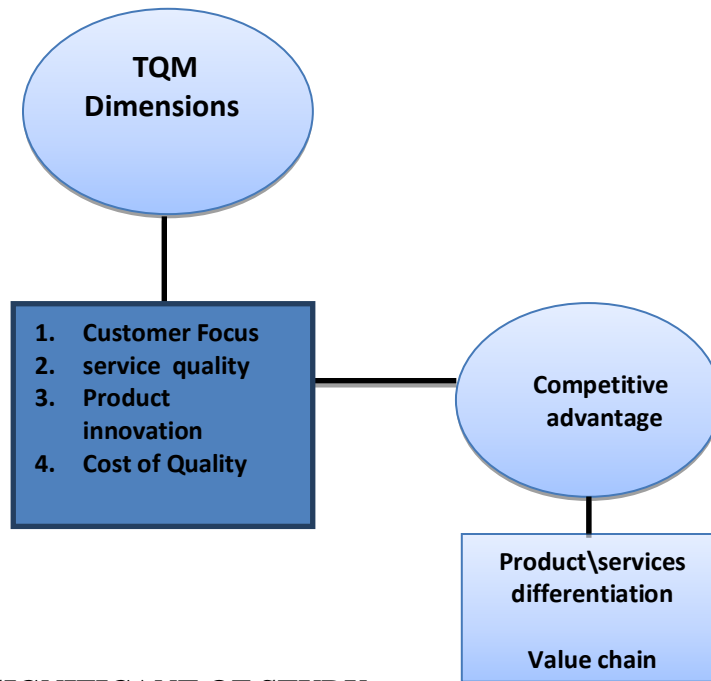 TQM
Dimensions
1. Customer Focus
2. service quality
3. Product
innovation
4. Cost of Quality
Competitive
advantage
Product\services
differentiation
Value chain